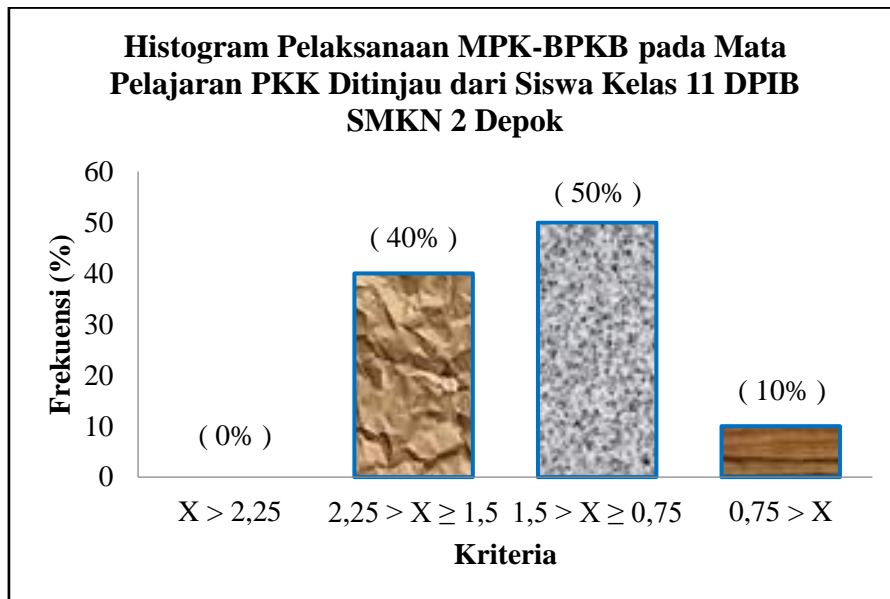 Histogram Pelaksanaan MPK-BPKB pada Mata
Pelajaran PKK Ditinjau dari Siswa Kelas 11 DPIB
SMKN 2 Depok
Frekuensi (%)
60
50
40
30
20
10
0
( 0% )
( 40% )
( 50% )
( 10% )
X > 2,25
2,25 > X ≥ 1,5
1,5 > X ≥ 0,75
0,75 > X
Kriteria